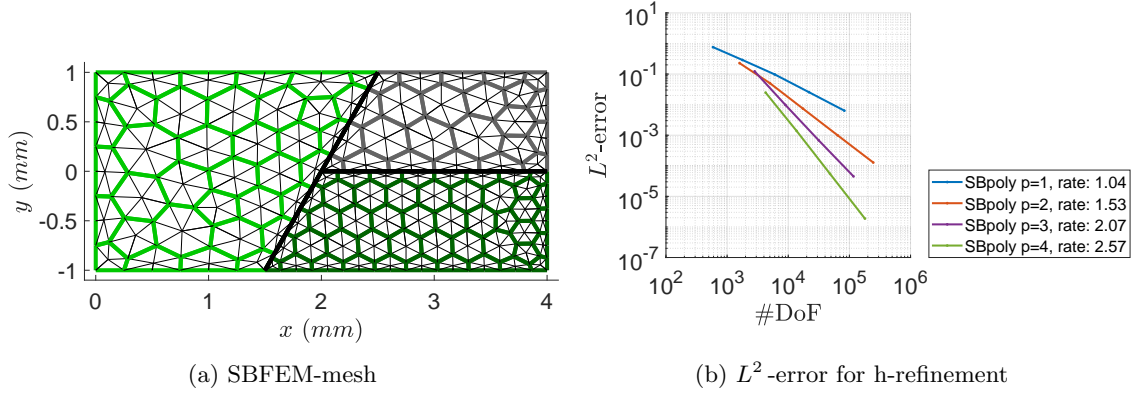 1
0.5
0
-0.5
-1
y (mm)
0 1 2 3 4
x (mm)
(a) SBFEM-mesh
10^1
10^-1
10^-3
10^-5
10^-7
L^2-error
10^2 10^3 10^4 10^5 10^6
#DoF
SBpoly p=1, rate: 1.04
SBpoly p=2, rate: 1.53
SBpoly p=3, rate: 2.07
SBpoly p=4, rate: 2.57
(b) L^2 -error for h-refinement